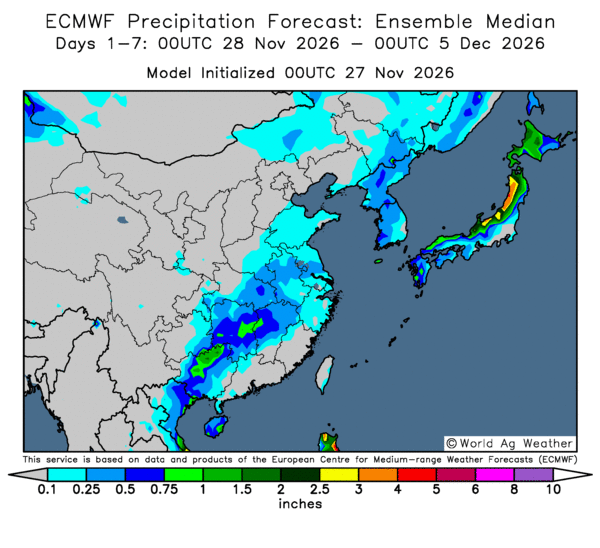 ECMWF Precipitation Forecast: Ensemble Median
Days 1–7: 00UTC 28 Nov 2026 – 00UTC 5 Dec 2026
Model Initialized 00UTC 27 Nov 2026
©World Ag Weather
This service is based on data and products of the European Centre for Medium-range Weather Forecasts (ECMWF)
0.1 0.25 0.5 0.75 1 1.5 2 2.5 3 4 5 6 8 10
inches